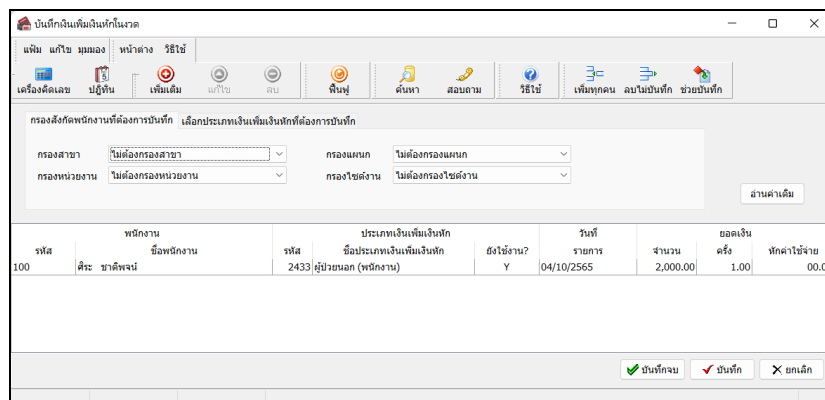 บันทึกเงินเพิ่มเงินหักในงวด
แฟ้ม แก้ไข มุมมอง หน้าต่าง วิธีใช้
เครื่องคิดเลข ปฏิทิน เพิ่มเติม แก้ไข ลบ ฟื้นฟู ค้นหา สอบถาม วิธีใช้ เพิ่มทุกคน ลบไม่บันทึก ช่วยบันทึก
กรองสังกัดพนักงานที่ต้องการบันทึก เลือกประเภทเงินเพิ่มเงินหักที่ต้องการบันทึก
กรองสาขา ไม่ต้องกรองสาขา กรองแผนก ไม่ต้องกรองแผนก
กรองหน่วยงาน ไม่ต้องกรองหน่วยงาน กรองไซด์งาน ไม่ต้องกรองไซด์งาน
อ่านค่าเดิม
พนักงาน ประเภทเงินเพิ่มเงินหัก วันที่ ยอดเงิน
รหัส ชื่อพนักงาน รหัส ชื่อประเภทเงินเพิ่มเงินหัก ยังใช้งาน? รายการ จำนวน ครั้ง หักค่าใช้จ่าย
100 ศิระ ชาติพจน์ 2433 ผู้ป่วยนอก (พนักงาน) Y 04/10/2565 2,000.00 1.00 00.0
บันทึกจบ บันทึก ยกเลิก